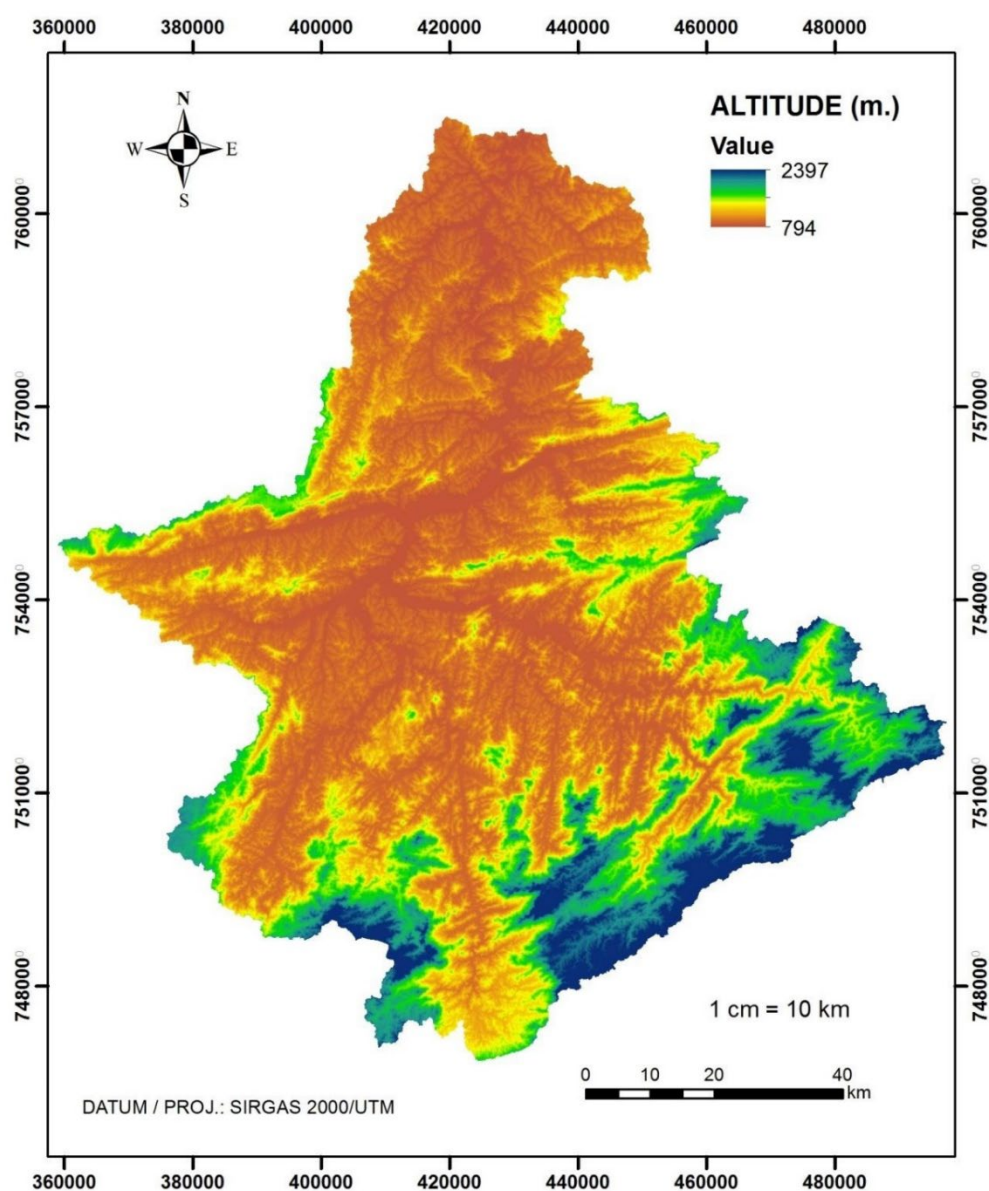 360000 380000 400000 420000 440000 460000 480000
N
W E
S
ALTITUDE (m.)
Value
2397
794
7600000 7600000
7570000 7570000
7540000 7540000
7510000 7510000
7480000 7480000
1 cm = 10 km
0 10 20 40
km
DATUM / PROJ.: SIRGAS 2000/UTM
360000 380000 400000 420000 440000 460000 480000